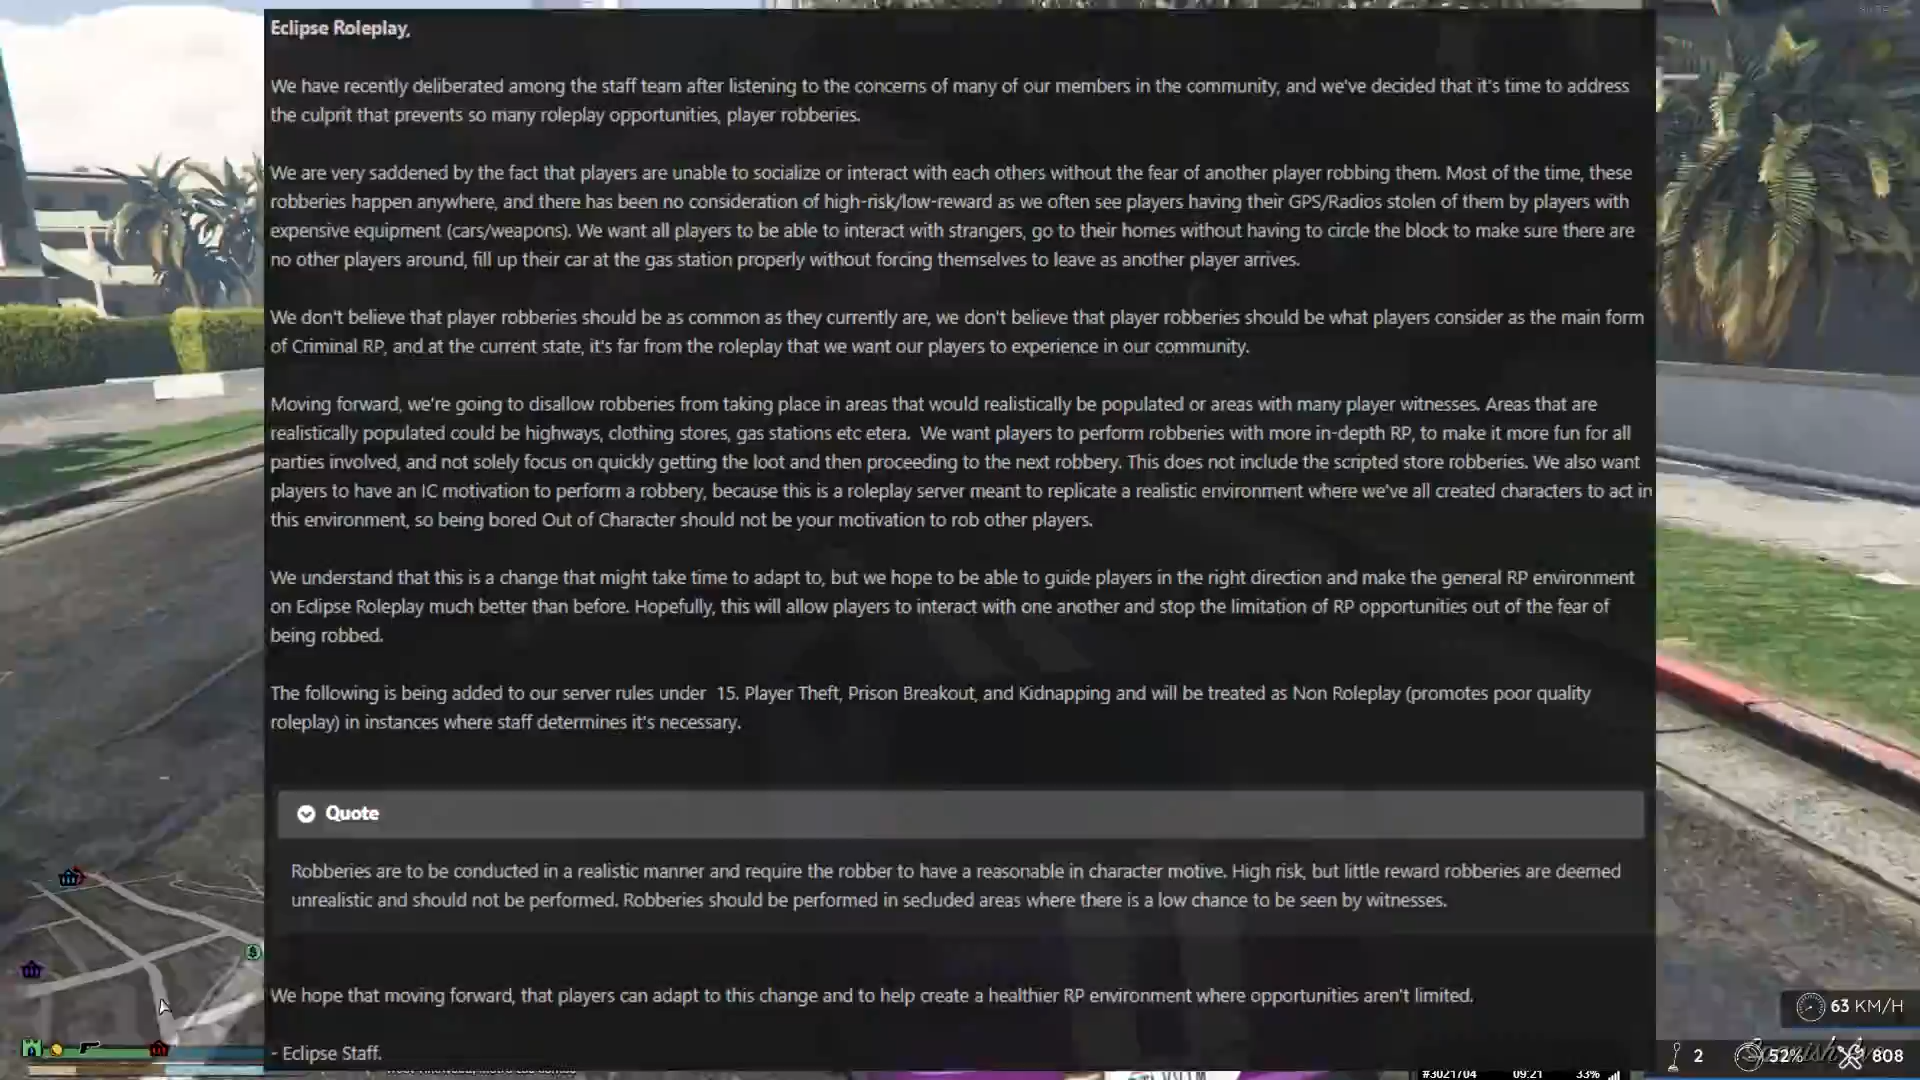 Eclipse Roleplay,
We have recently deliberated among the staff team after listening to the concerns of many of our members in the community, and we've decided that it's time to address
the culprit that prevents so many roleplay opportunities, player robberies.
We are very saddened by the fact that players are unable to socialize or interact with each others without the fear of another player robbing them. Most of the time, these
robberies happen anywhere, and there has been no consideration of high-risk/low-reward as we often see players having their GPS/Radios stolen of them by players with
expensive equipment (cars/weapons). We want all players to be able to interact with strangers, go to their homes without having to circle the block to make sure there are
no other players around, fill up their car at the gas station properly without forcing themselves to leave as another player arrives.
We don't believe that player robberies should be as common as they currently are, we don't believe that player robberies should be what players consider as the main form
of Criminal RP, and at the current state, it's far from the roleplay that we want our players to experience in our community.
Moving forward, we're going to disallow robberies from taking place in areas that would realistically be populated or areas with many player witnesses. Areas that are
realistically populated could be highways, clothing stores, gas stations etc etera. We want players to perform robberies with more in-depth RP, to make it more fun for all
parties involved, and not solely focus on quickly getting the loot and then proceeding to the next robbery. This does not include the scripted store robberies. We also want
players to have an IC motivation to perform a robbery, because this is a roleplay server meant to replicate a realistic environment where we've all created characters to act in
this environment, so being bored Out of Character should not be your motivation to rob other players.
We understand that this is a change that might take time to adapt to, but we hope to be able to guide players in the right direction and make the general RP environment
on Eclipse Roleplay much better than before. Hopefully, this will allow players to interact with one another and stop the limitation of RP opportunities out of the fear of
being robbed.
The following is being added to our server rules under 15. Player Theft, Prison Breakout, and Kidnapping and will be treated as Non Roleplay (promotes poor quality
roleplay) in instances where staff determines it's necessary.
Quote
Robberies are to be conducted in a realistic manner and require the robber to have a reasonable in character motive. High risk, but little reward robberies are deemed
unrealistic and should not be performed. Robberies should be performed in secluded areas where there is a low chance to be seen by witnesses.
We hope that moving forward, that players can adapt to this change and to help create a healthier RP environment where opportunities aren't limited.
- Eclipse Staff.
63 KM/H
2 52% 808
#3021704 09:21 33%